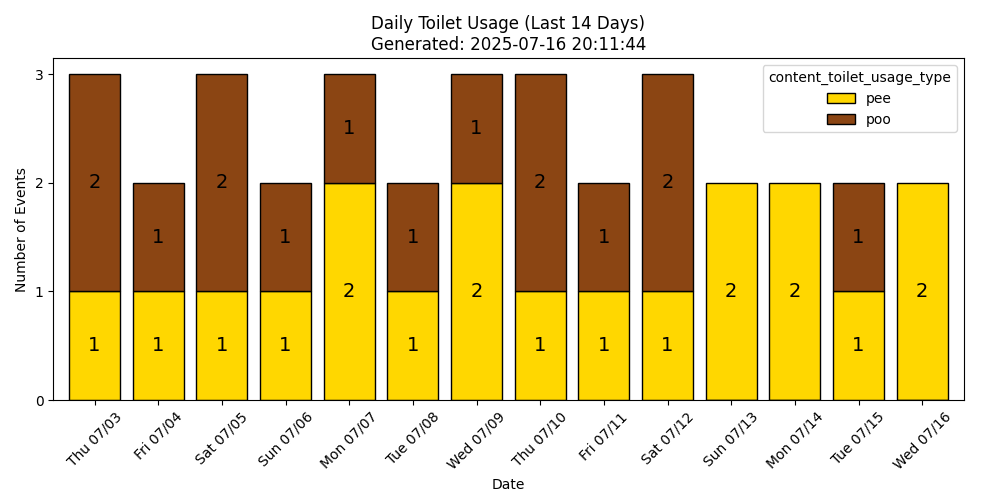 Daily Toilet Usage (Last 14 Days)
Generated: 2025-07-16 20:11:44
content_toilet_usage_type
pee
poo
Number of Events
3
2
1
0
2 1 2 1 1 1 1 2 1 2 1
1 1 1 1 2 1 2 1 1 1 2 2 1 2
Thu 07/03
Fri 07/04
Sat 07/05
Sun 07/06
Mon 07/07
Tue 07/08
Wed 07/09
Thu 07/10
Fri 07/11
Sat 07/12
Sun 07/13
Mon 07/14
Tue 07/15
Wed 07/16
Date